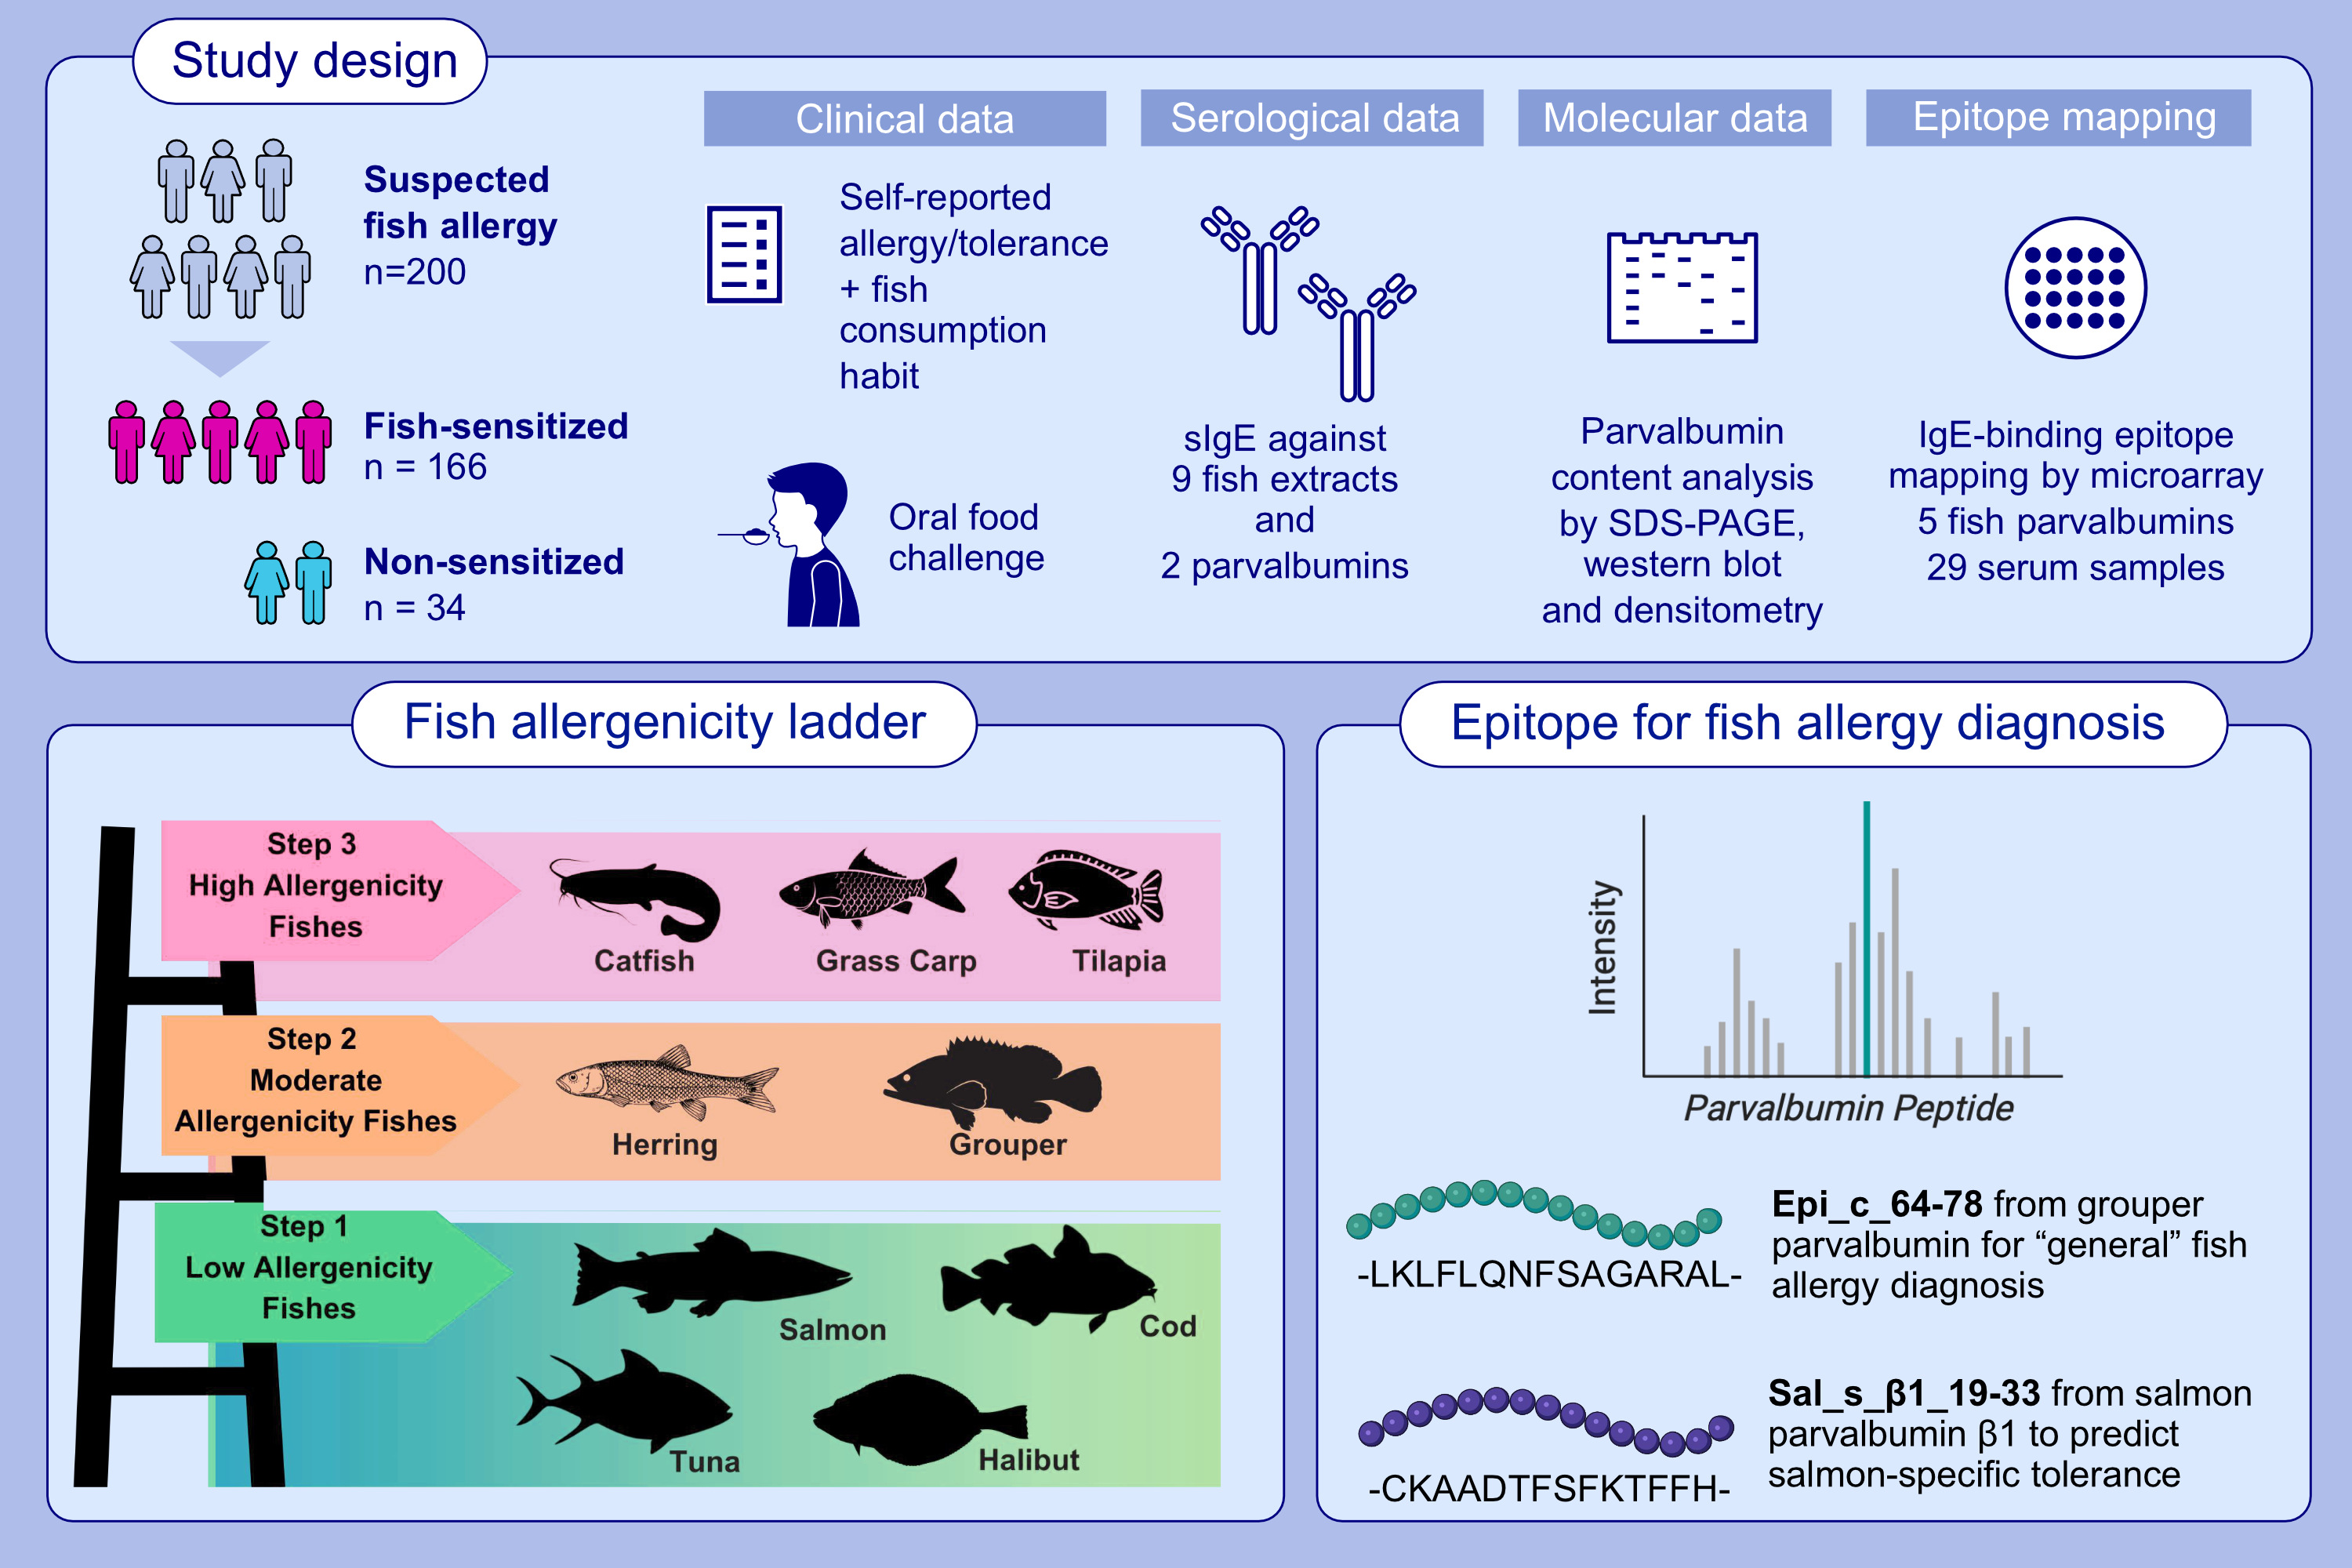 Study design
Suspected
fish allergy
n=200
Fish-sensitized
n = 166
Non-sensitized
n = 34
Clinical data
Self-reported
allergy/tolerance
+ fish
consumption
habit
Oral food
challenge
Serological data
sIgE against
9 fish extracts
and
2 parvalbumins
Molecular data
Parvalbumin
content analysis
by SDS-PAGE,
western blot
and densitometry
Epitope mapping
IgE-binding epitope
mapping by microarray
5 fish parvalbumins
29 serum samples
Fish allergenicity ladder
Step 3
High Allergenicity
Fishes
Catfish
Grass Carp
Tilapia
Step 2
Moderate
Allergenicity Fishes
Herring
Grouper
Step 1
Low Allergenicity
Fishes
Salmon
Cod
Tuna
Halibut
Epitope for fish allergy diagnosis
Intensity
Parvalbumin Peptide
-LKLFLQNFSAGARAL-
Epi_c_64-78 from grouper
parvalbumin for “general” fish
allergy diagnosis
-CKAADTFSFKTFFH-
Sal_s_β1_19-33 from salmon
parvalbumin β1 to predict
salmon-specific tolerance